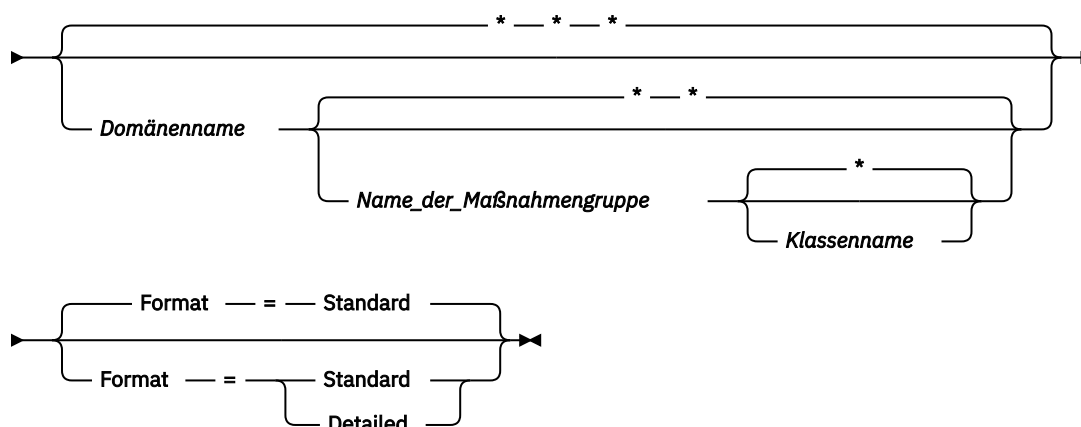 * * *
Domänenname
* *
Name_der_Maßnahmengruppe
*
Klassenname
Format = Standard
Format = Standard
Detailed